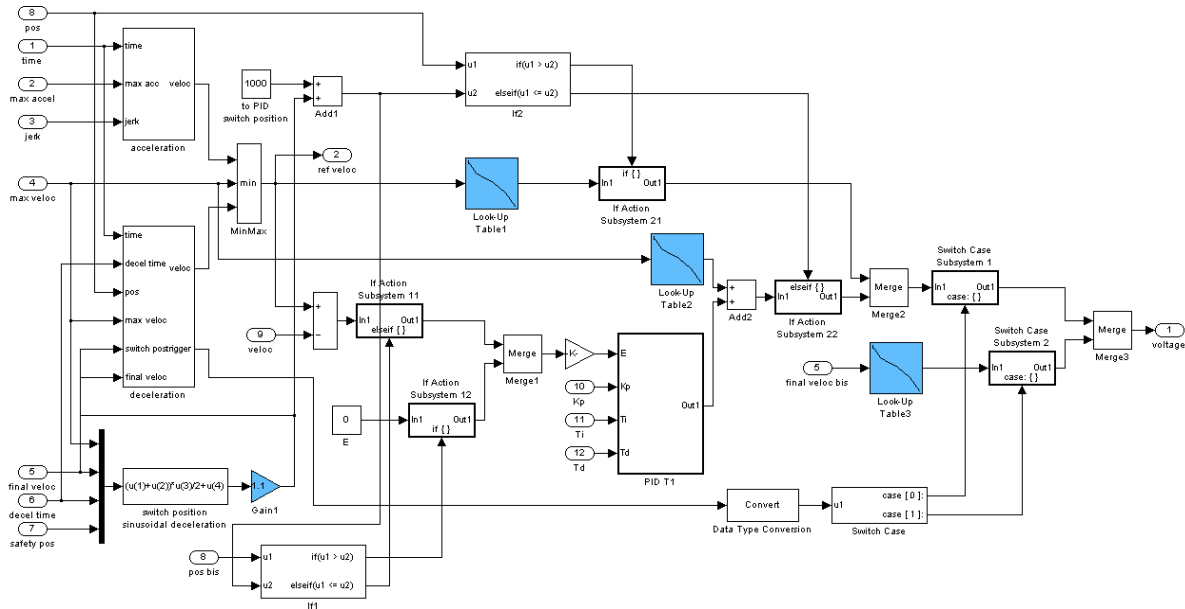 8
pos
1
time
2
max accel
3
jerk
time
max acc
veloc
jerk
acceleration
1000
to PID
switch position
+
+
Add1
u1
if(u1 > u2)
u2
elseif(u1 <= u2)
If2
4
max veloc
min
MinMax
2
ref veloc
Look-Up
Table1
if { }
In1
Out1
If Action
Subsystem 21
time
decel time
veloc
pos
max veloc
switch postrigger
final veloc
deceleration
+
−
9
veloc
If Action
Subsystem 11
In1
Out1
elseif { }
Merge
Merge1
If Action
Subsystem 12
In1
Out1
if { }
0
E
K-
10
Kp
11
Ti
12
Td
E
Kp
Ti
Td
Out1
PID T1
Look-Up
Table2
+
+
Add2
elseif { }
In1
Out1
If Action
Subsystem 22
Merge
Merge2
Switch Case
Subsystem 1
In1
Out1
case: { }
Switch Case
Subsystem 2
In1
Out1
case: { }
Merge
Merge3
1
voltage
5
final veloc bis
Look-Up
Table3
5
final veloc
6
decel time
7
safety pos
(u(1)+u(2))*u(3)/2+u(4)
switch position
sinusoidal deceleration
1.1
Gain1
Convert
Data Type Conversion
u1
case [ 0 ]:
case [ 1 ]:
Switch Case
8
pos bis
u1
if(u1 > u2)
u2
elseif(u1 <= u2)
If1